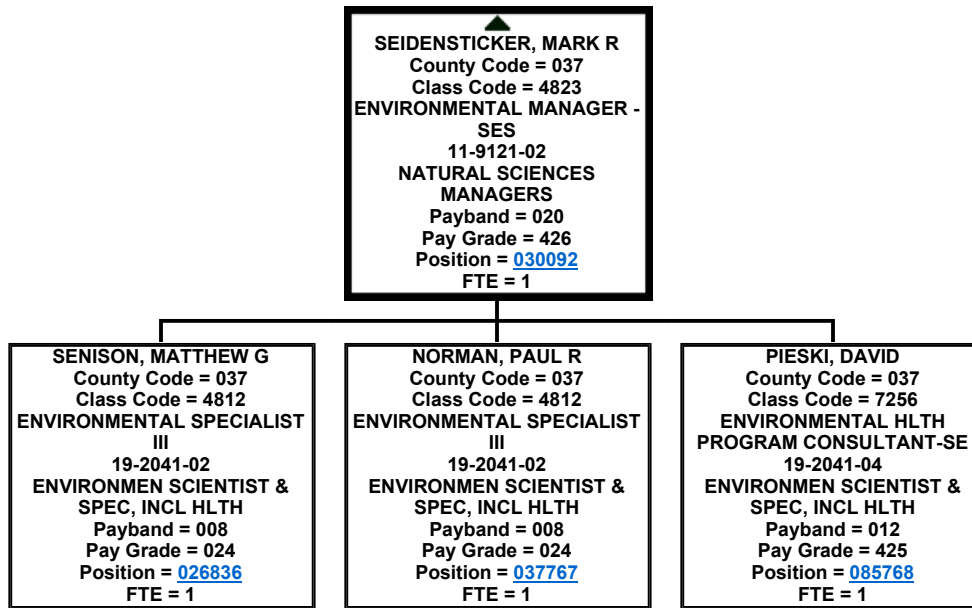 SEIDENSTICKER, MARK R
County Code = 037
Class Code = 4823
ENVIRONMENTAL MANAGER -
SES
11-9121-02
NATURAL SCIENCES
MANAGERS
Payband = 020
Pay Grade = 426
Position = 030092
FTE = 1
SENISON, MATTHEW G
County Code = 037
Class Code = 4812
ENVIRONMENTAL SPECIALIST
III
19-2041-02
ENVIRONMEN SCIENTIST &
SPEC, INCL HLTH
Payband = 008
Pay Grade = 024
Position = 026836
FTE = 1
NORMAN, PAUL R
County Code = 037
Class Code = 4812
ENVIRONMENTAL SPECIALIST
III
19-2041-02
ENVIRONMEN SCIENTIST &
SPEC, INCL HLTH
Payband = 008
Pay Grade = 024
Position = 037767
FTE = 1
PIESKI, DAVID
County Code = 037
Class Code = 7256
ENVIRONMENTAL HLTH
PROGRAM CONSULTANT-SE
19-2041-04
ENVIRONMEN SCIENTIST &
SPEC, INCL HLTH
Payband = 012
Pay Grade = 425
Position = 085768
FTE = 1